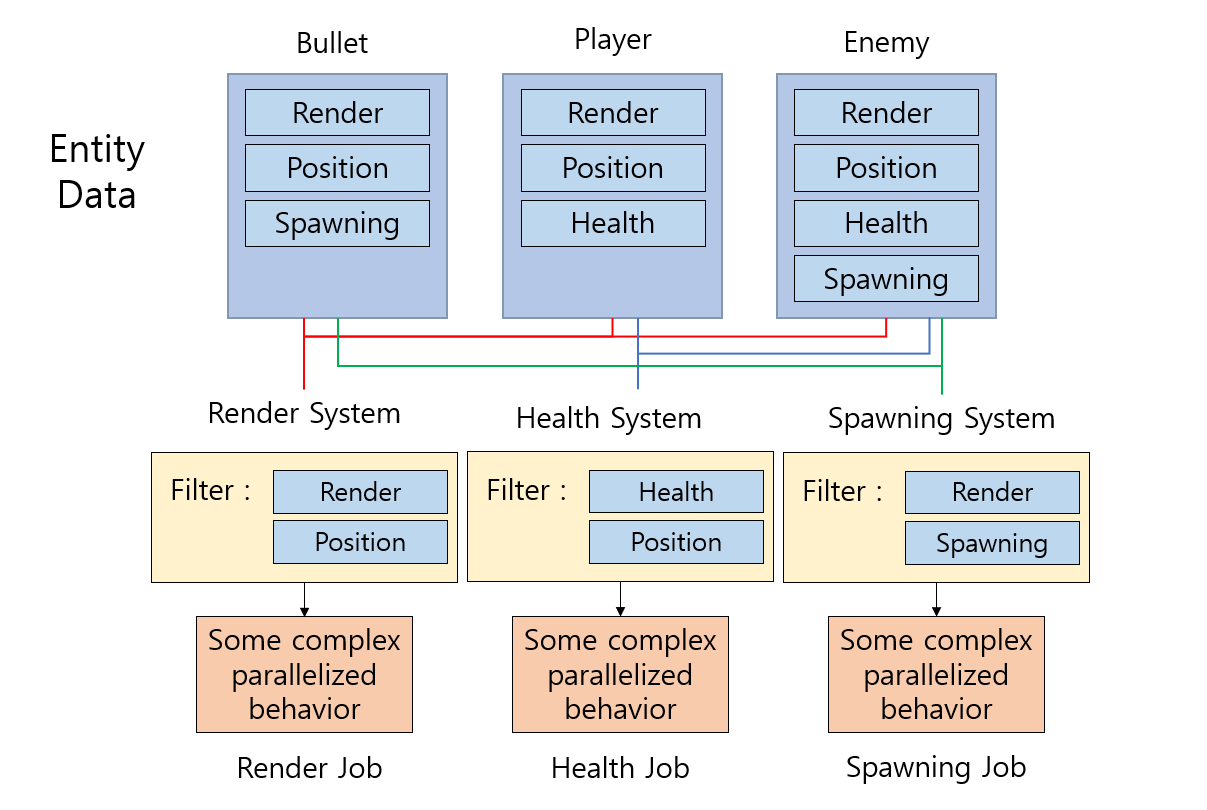 Bullet
Player
Enemy
Entity
Data
Render
Position
Spawning
Render
Position
Health
Render
Position
Health
Spawning
Render System
Health System
Spawning System
Filter :
Render
Position
Filter :
Health
Position
Filter :
Render
Spawning
Some complex
parallelized
behavior
Some complex
parallelized
behavior
Some complex
parallelized
behavior
Render Job
Health Job
Spawning Job